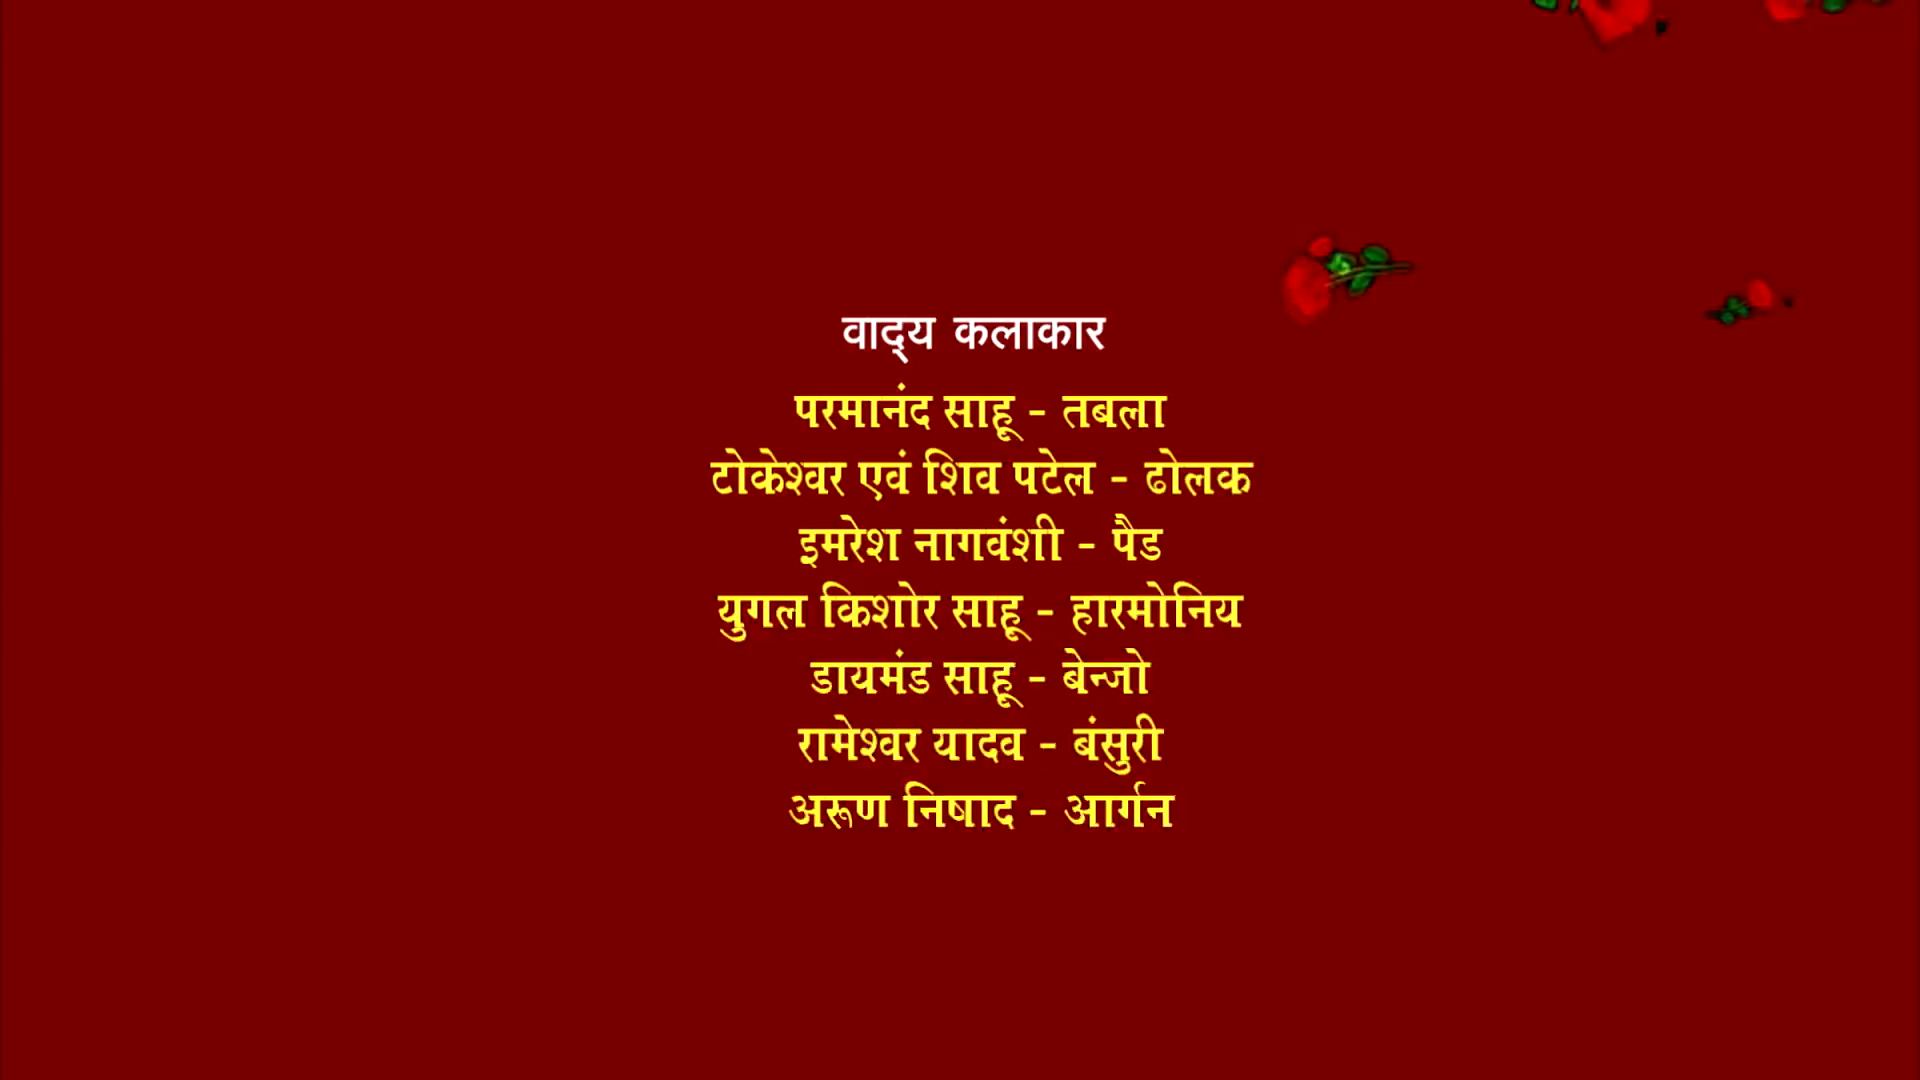 वाद्य कलाकार
परमानंद साहू - तबला
टोकेश्वर एवं शिव पटेल - ढोलक
इमरेश नागवंशी - पैड
युगल किशोर साहू - हारमोनिय
डायमंड साहू - बेन्जो
रामेश्वर यादव - बंसुरी
अरूण निषाद - आर्गन